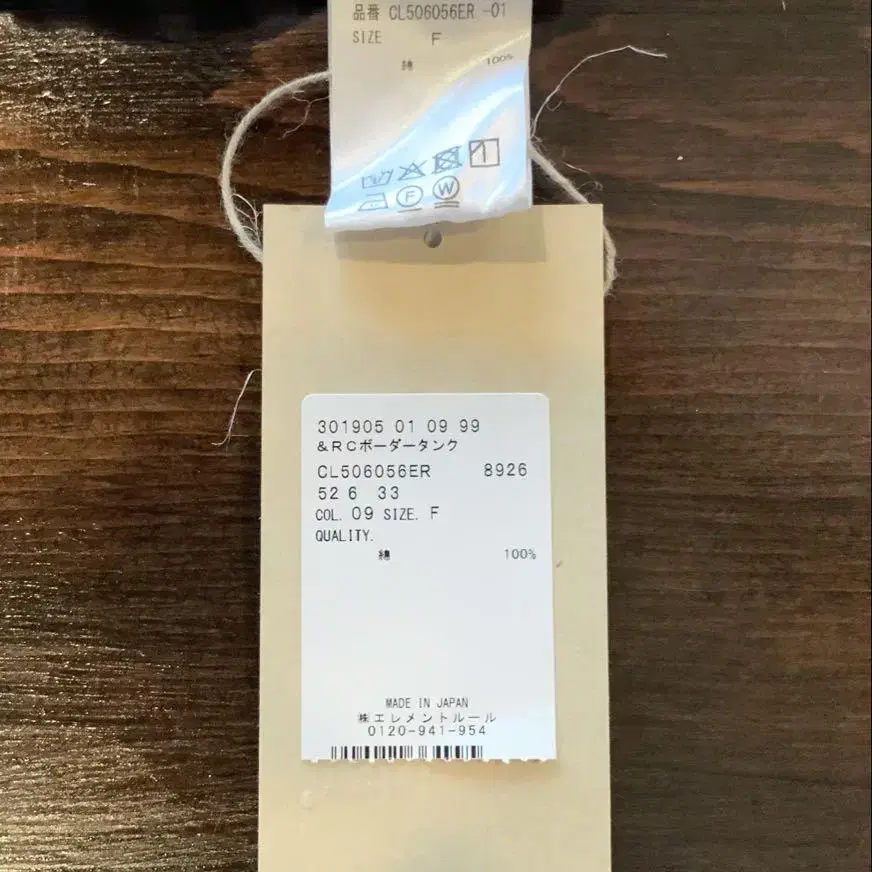 品番 CL506056ER -01
SIZE F
綿 100%
F W
301905 01 09 99
&RCボーダータンク
CL506056ER 8926
52 6 33
COL. 09 SIZE. F
QUALITY.
綿 100%
MADE IN JAPAN
㈱エレメントルール
0120-941-954